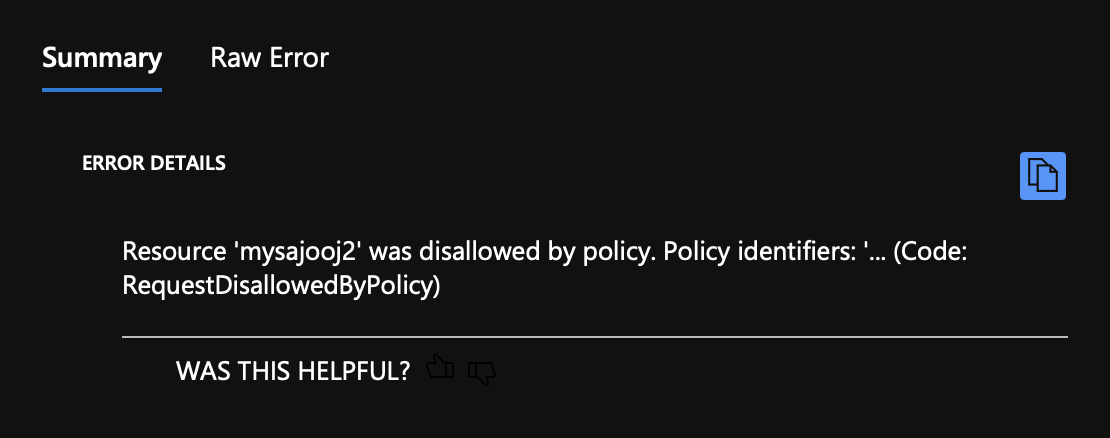 Summary Raw Error
ERROR DETAILS
Resource 'mysajooj2' was disallowed by policy. Policy identifiers: '... (Code:
RequestDisallowedByPolicy)
WAS THIS HELPFUL?